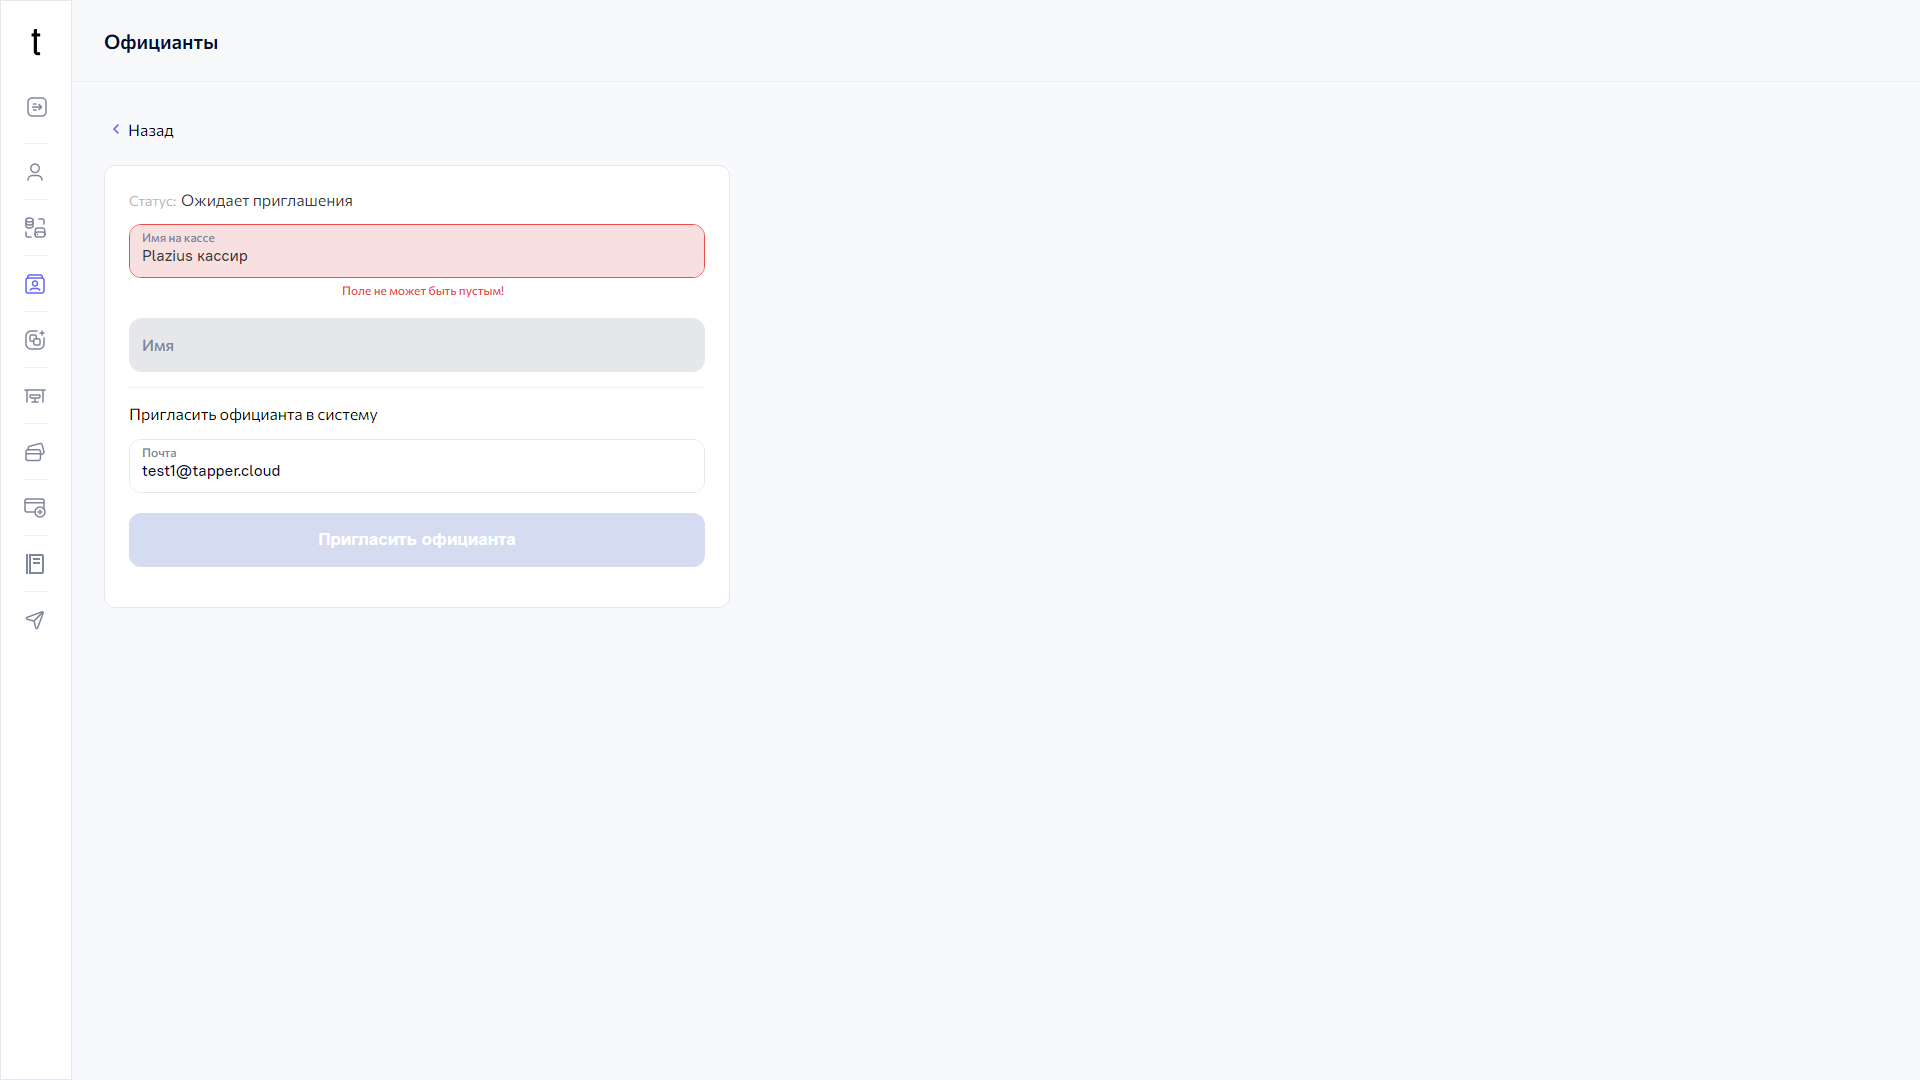 t
Официанты
Назад
Статус: Ожидает приглашения
Имя на кассе
Plazius кассир
Поле не может быть пустым!
Имя
Пригласить официанта в систему
Почта
test1@tapper.cloud
Пригласить официанта